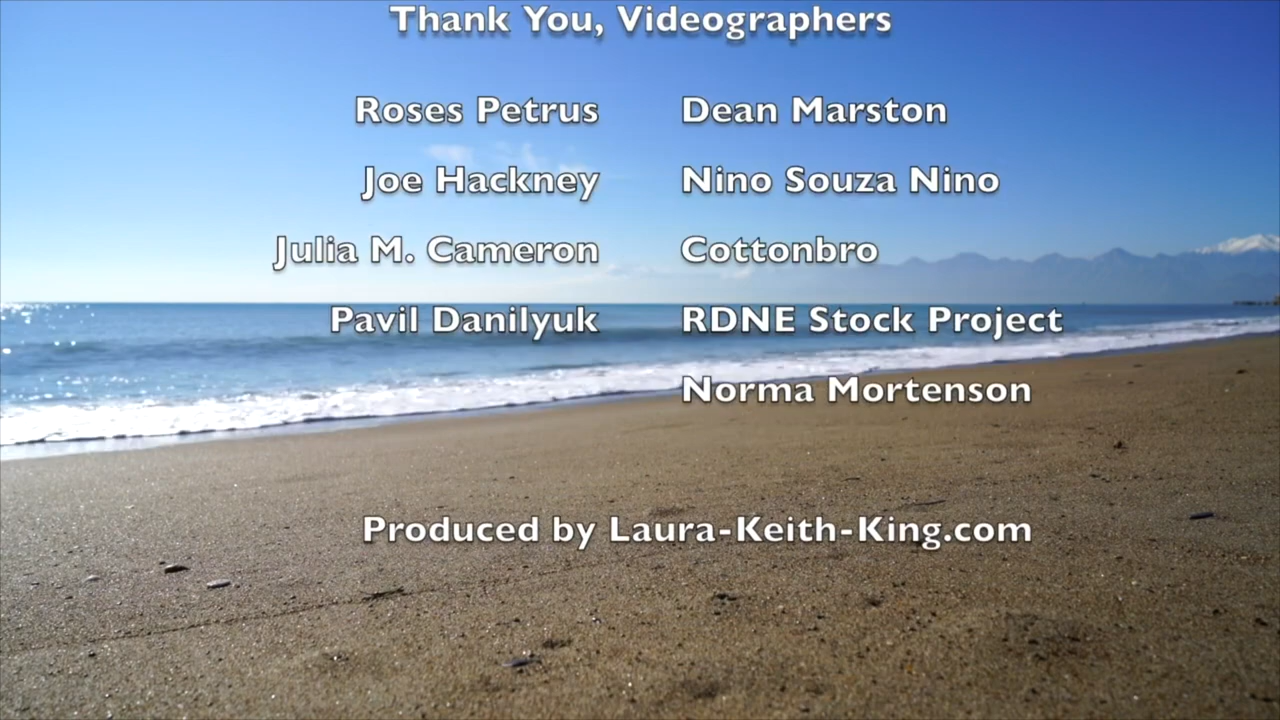 Thank You, Videographers
Roses Petrus Dean Marston
Joe Hackney Nino Souza Nino
Julia M. Cameron Cottonbro
Pavil Danilyuk RDNE Stock Project
Norma Mortenson
Produced by Laura-Keith-King.com